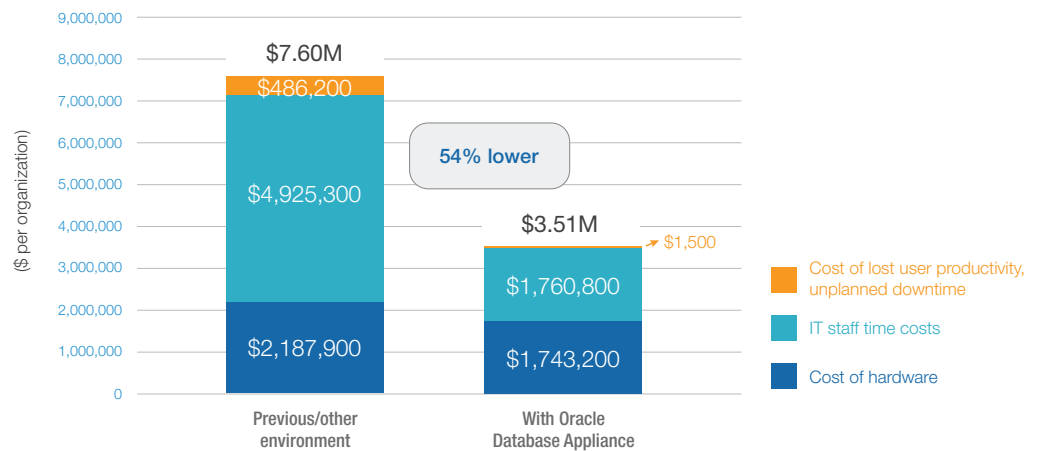 ($ per organization)
9,000,000
8,000,000
7,000,000
6,000,000
5,000,000
4,000,000
3,000,000
2,000,000
1,000,000
0
$7.60M
$486,200
$4,925,300
$2,187,900
54% lower
$3.51M
$1,500
$1,760,800
$1,743,200
Previous/other
environment
With Oracle
Database Appliance
Cost of lost user productivity,
unplanned downtime
IT staff time costs
Cost of hardware